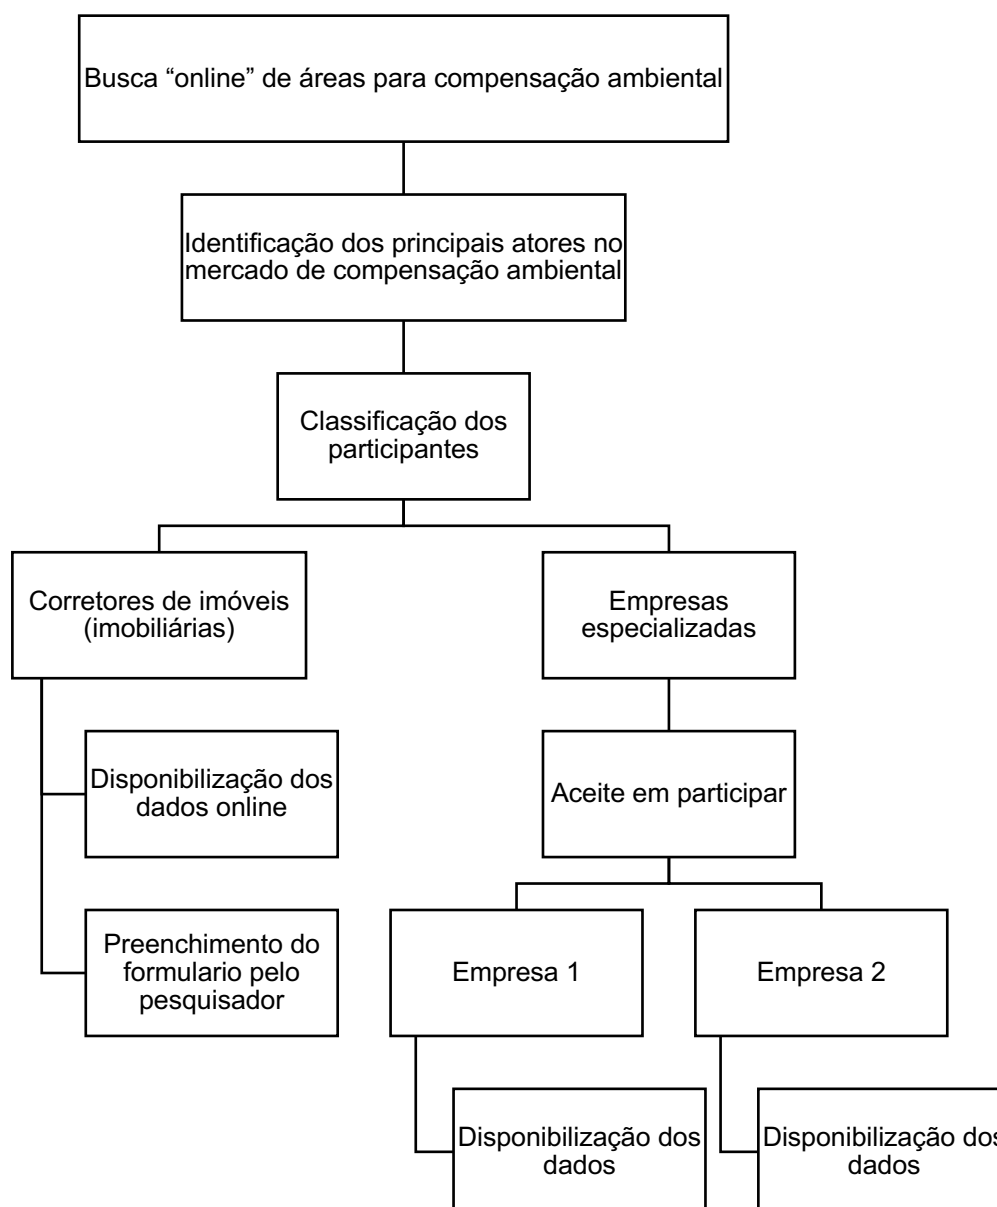 Busca “online” de áreas para compensação ambiental
Identificação dos principais atores no
mercado de compensação ambiental
Classificação dos
participantes
Corretores de imóveis
(imobiliárias)
Empresas
especializadas
Disponibilização dos
dados online
Aceite em participar
Preenchimento do
formulario pelo
pesquisador
Empresa 1
Empresa 2
Disponibilização dos
dados
Disponibilização dos
dados